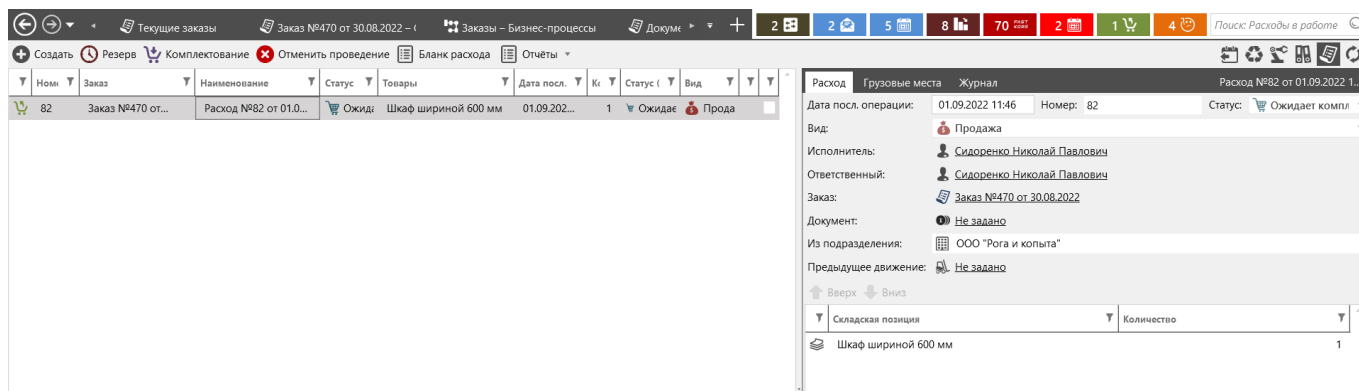 Текущие заказы
Заказ №470 от 30.08.2022 – (
Заказы – Бизнес-процессы
Докуме
2
2
5
8
70 FAST
2
1
4
Поиск: Расходы в работе
Создать Резерв Комплектование Отменить проведение Бланк расхода Отчёты
Заказ Наименование Статус Товары Дата посл. Статус ( Вид
82 Заказ №470 от... Расход №82 от 01.0... Ожида Шкаф шириной 600 мм 01.09.202... 1 Ожидае Прода
Расход Грузовые места Журнал Расход №82 от 01.09.2022 1...
Дата посл. операции: 01.09.2022 11:46 Номер: 82 Статус: Ожидает компл
Вид: Продажа
Исполнитель: Сидоренко Николай Павлович
Ответственный: Сидоренко Николай Павлович
Заказ: Заказ №470 от 30.08.2022
Документ: Не задано
Из подразделения: ООО "Рога и копыта"
Предыдущее движение: Не задано
Вверх Вниз
Складская позиция Количество
Шкаф шириной 600 мм 1